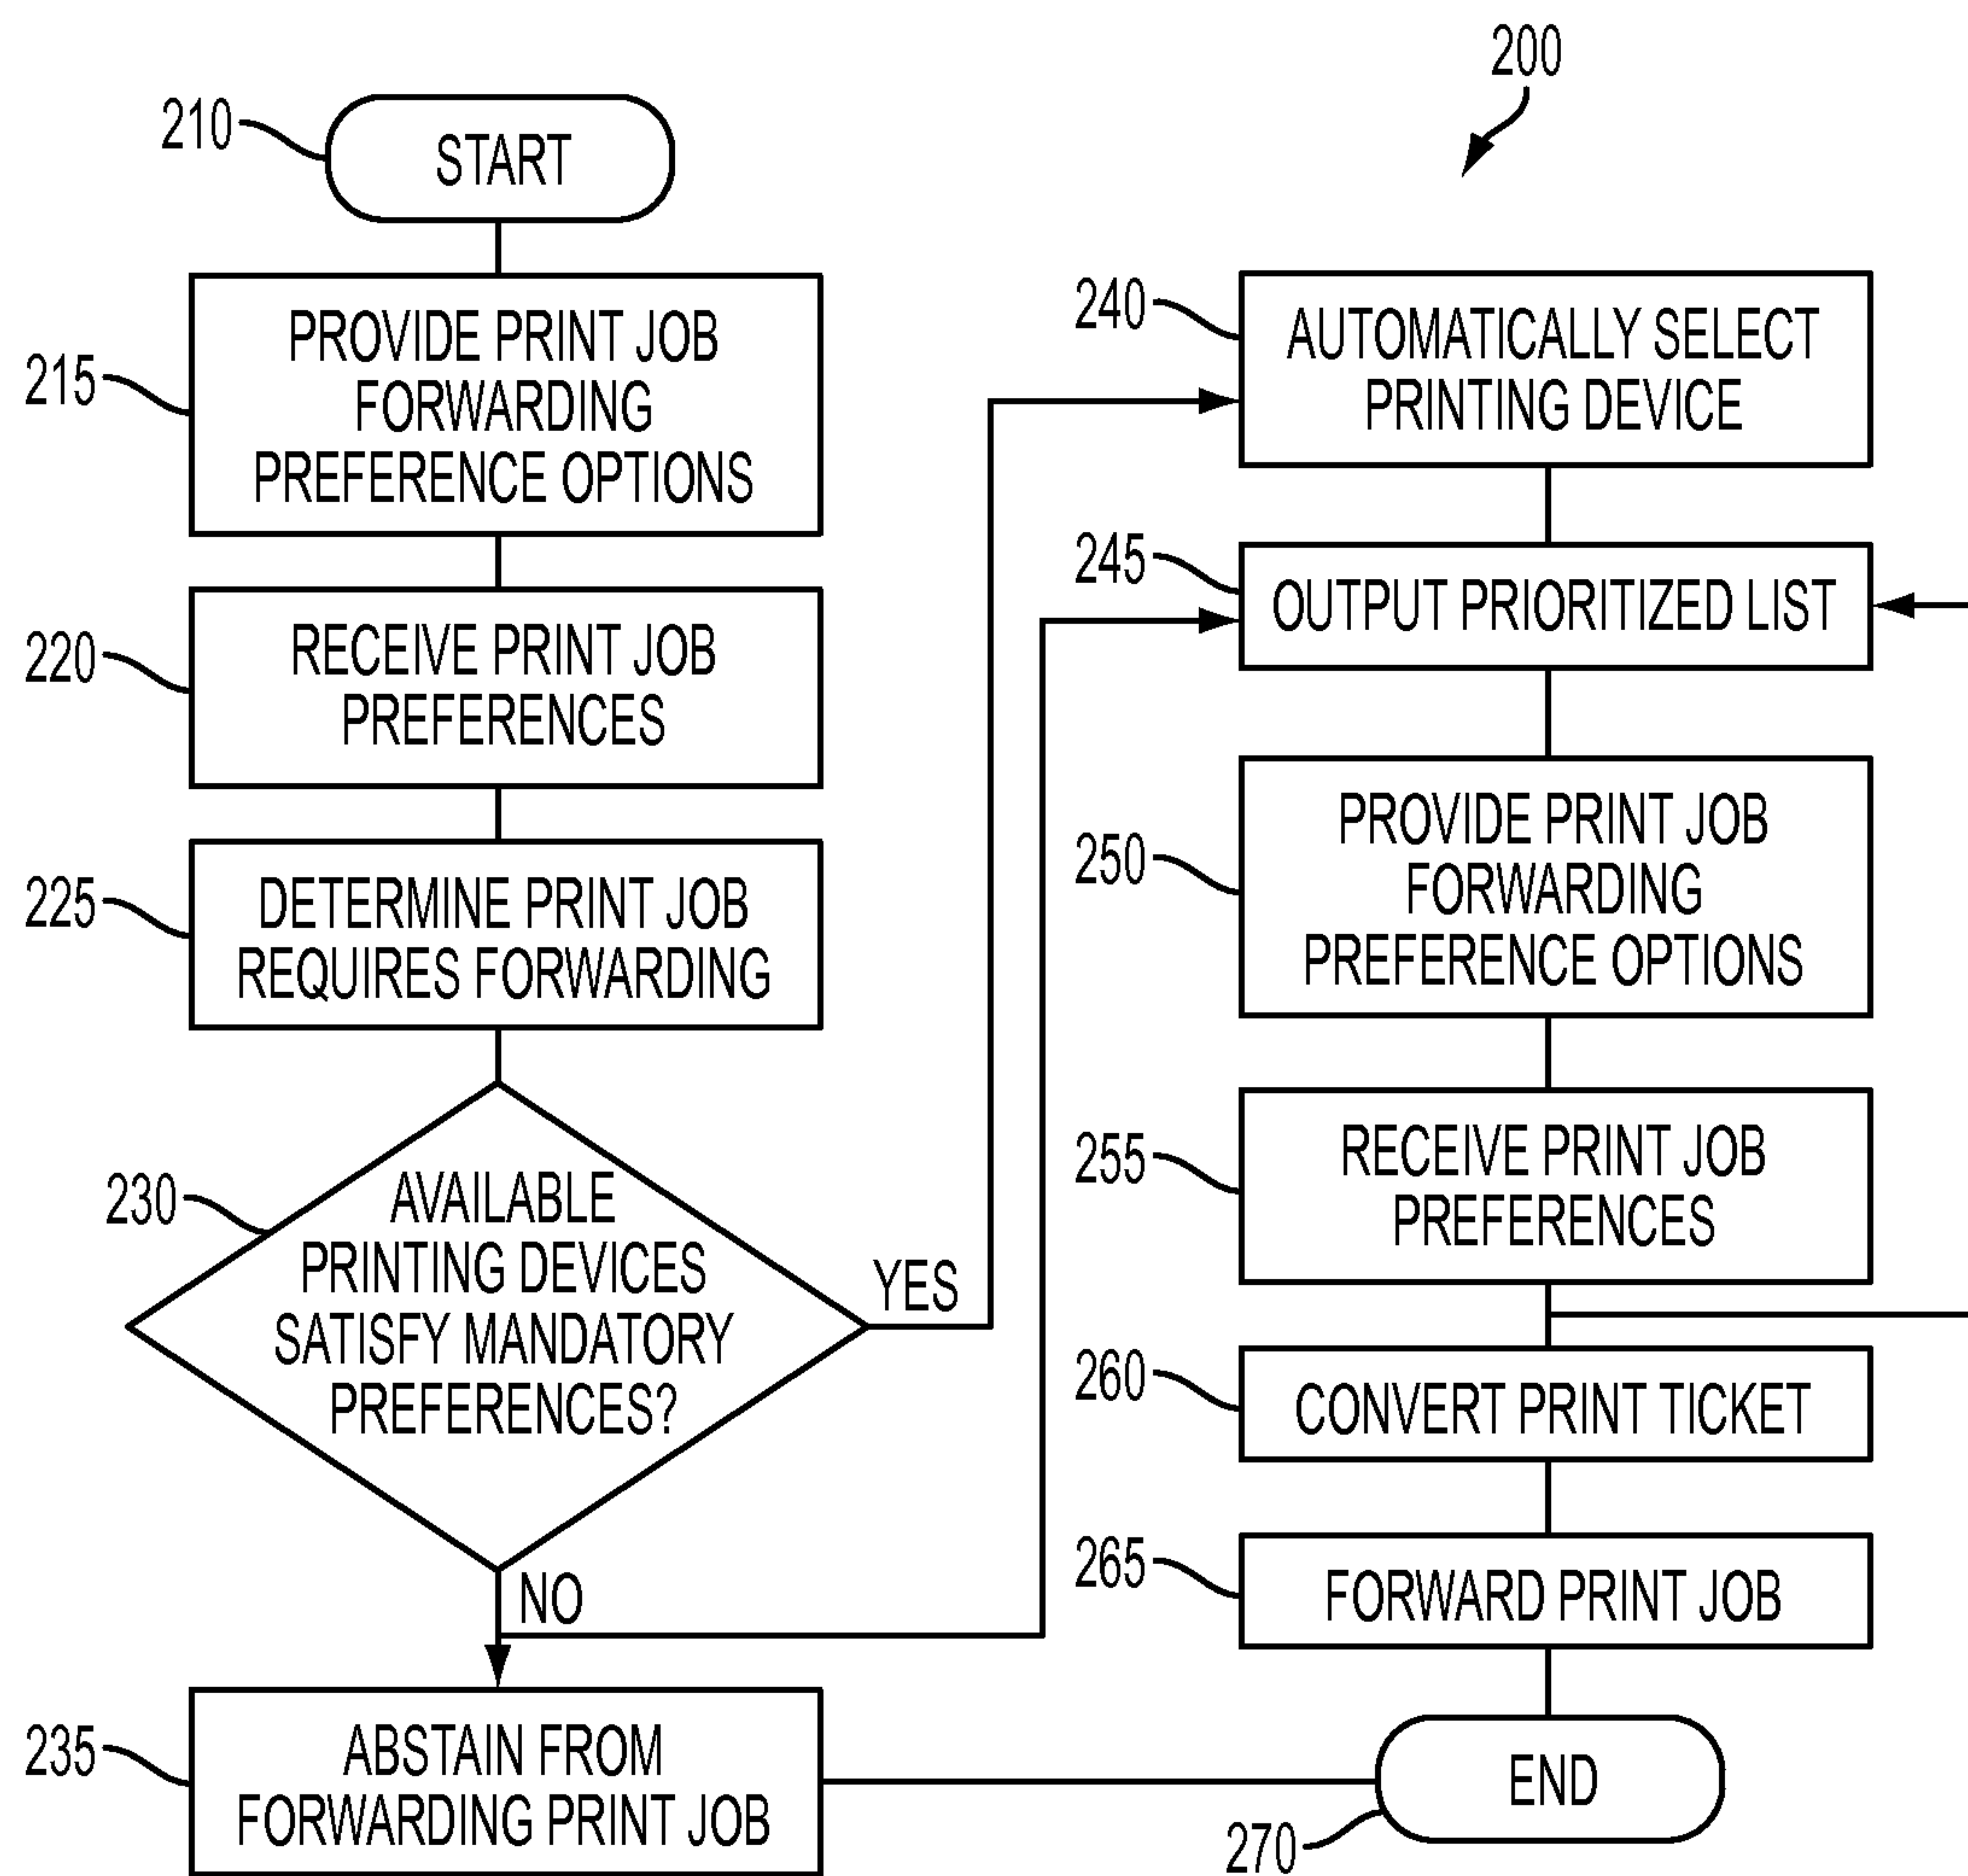 200
210
START
215
PROVIDE PRINT JOB
FORWARDING
PREFERENCE OPTIONS
220
RECEIVE PRINT JOB
PREFERENCES
225
DETERMINE PRINT JOB
REQUIRES FORWARDING
230
AVAILABLE
PRINTING DEVICES
SATISFY MANDATORY
PREFERENCES?
YES
NO
235
ABSTAIN FROM
FORWARDING PRINT JOB
240
AUTOMATICALLY SELECT
PRINTING DEVICE
245
OUTPUT PRIORITIZED LIST
250
PROVIDE PRINT JOB
FORWARDING
PREFERENCE OPTIONS
255
RECEIVE PRINT JOB
PREFERENCES
260
CONVERT PRINT TICKET
265
FORWARD PRINT JOB
END
270